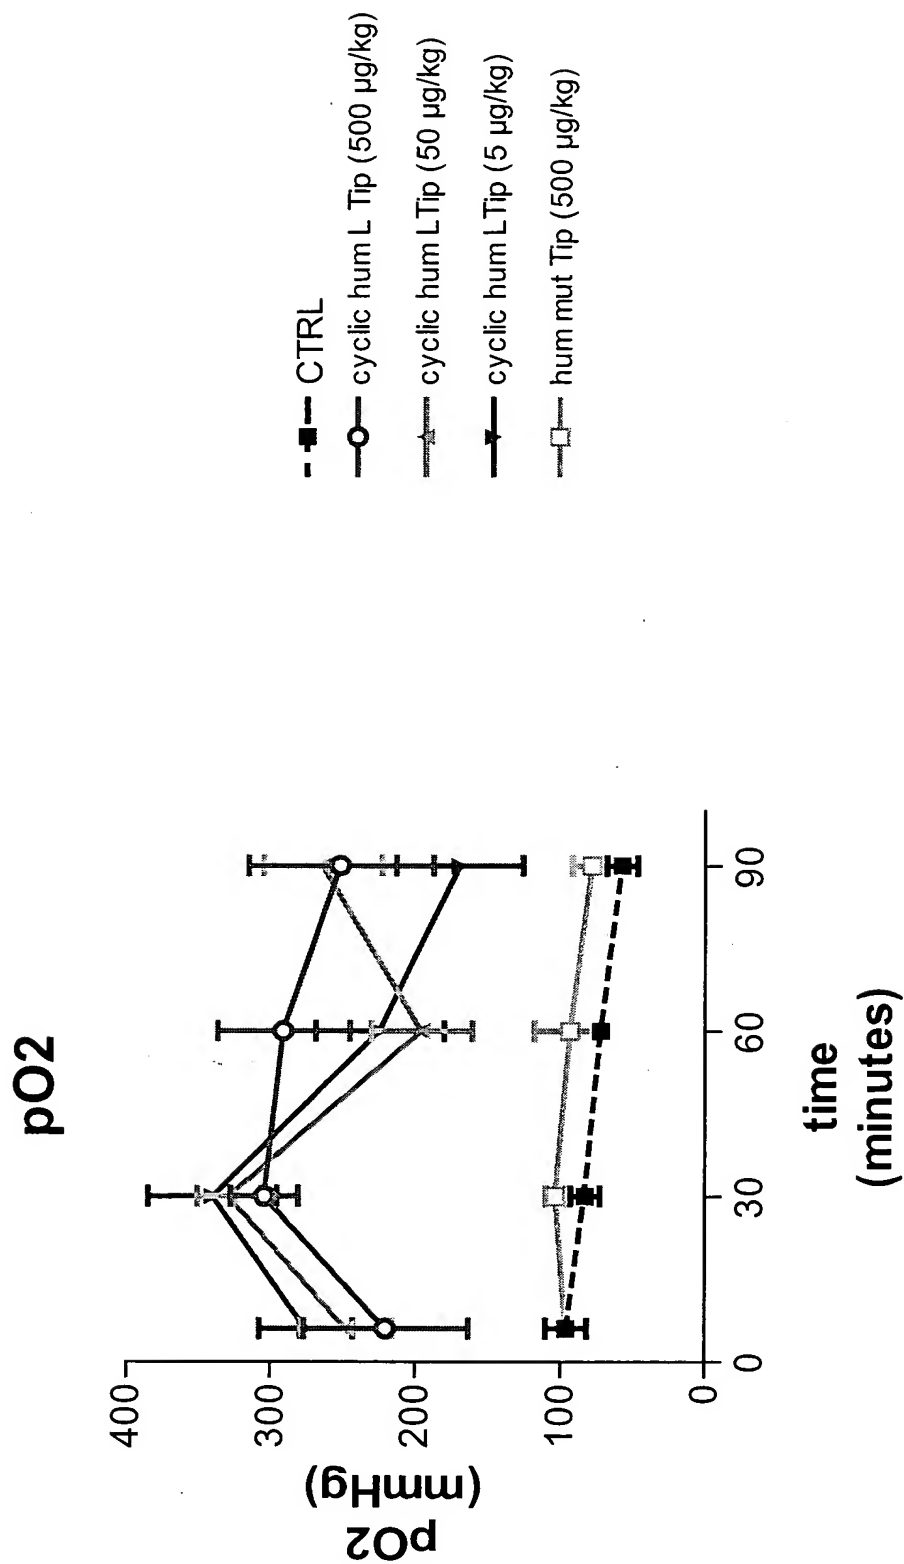 pO2
pO2
(mmHg)
400
300
200
100
0
0
30
60
90
time
(minutes)
CTRL
cyclic hum L Tip (500 µg/kg)
cyclic hum LTip (50 µg/kg)
cyclic hum LTip (5 µg/kg)
hum mut Tip (500 µg/kg)